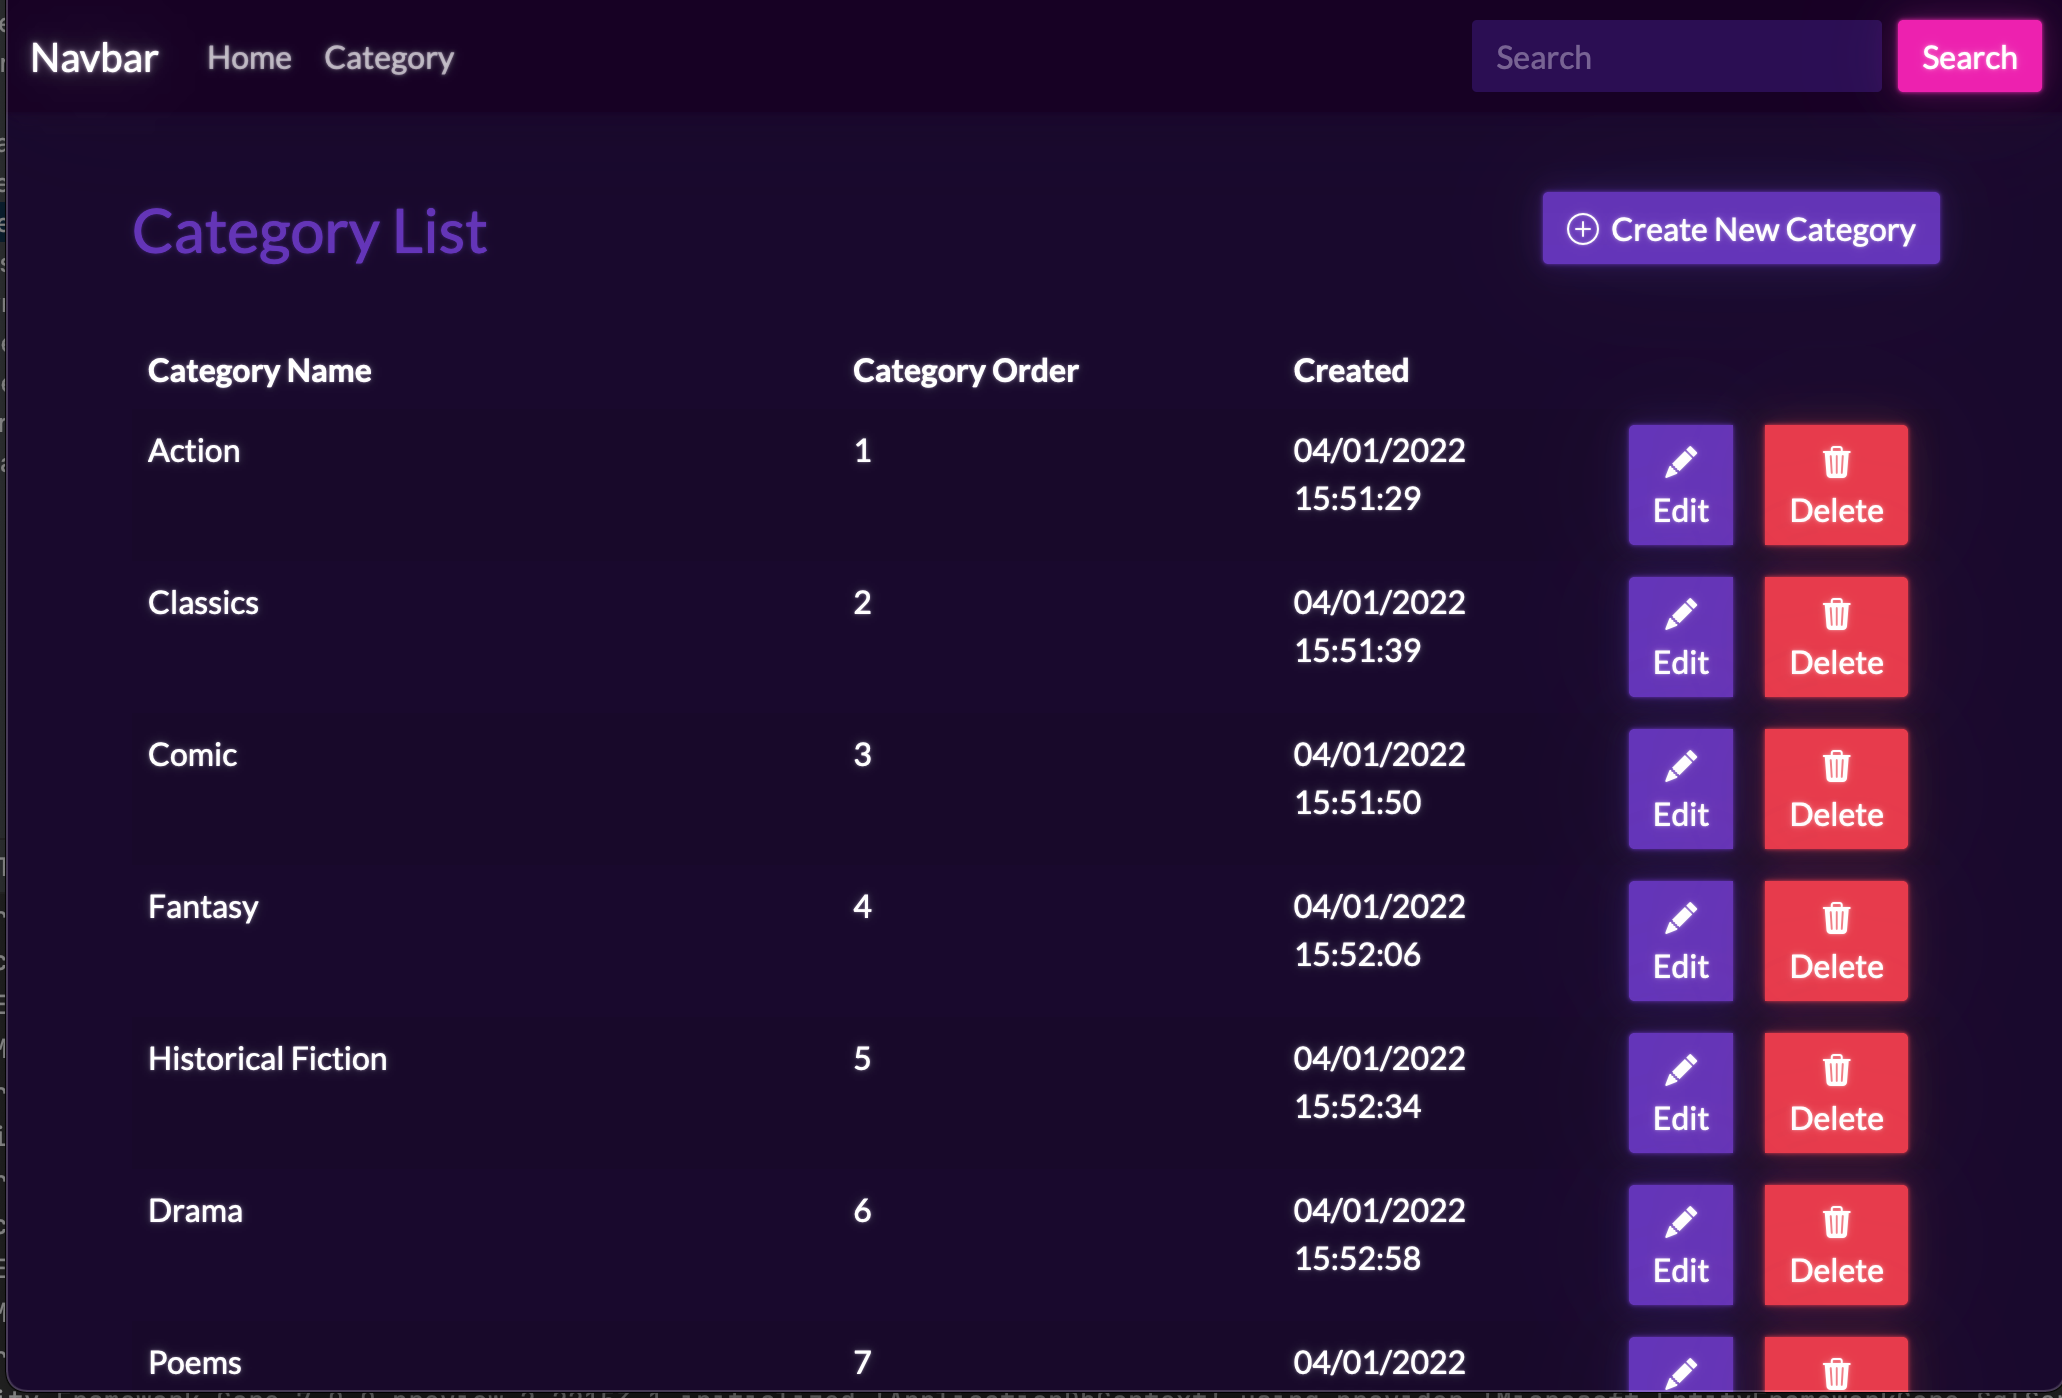 Navbar Home Category Search Search
Category List Create New Category
Category Name Category Order Created
Action 1 04/01/2022
15:51:29
Edit Delete
Classics 2 04/01/2022
15:51:39
Edit Delete
Comic 3 04/01/2022
15:51:50
Edit Delete
Fantasy 4 04/01/2022
15:52:06
Edit Delete
Historical Fiction 5 04/01/2022
15:52:34
Edit Delete
Drama 6 04/01/2022
15:52:58
Edit Delete
Poems 7 04/01/2022